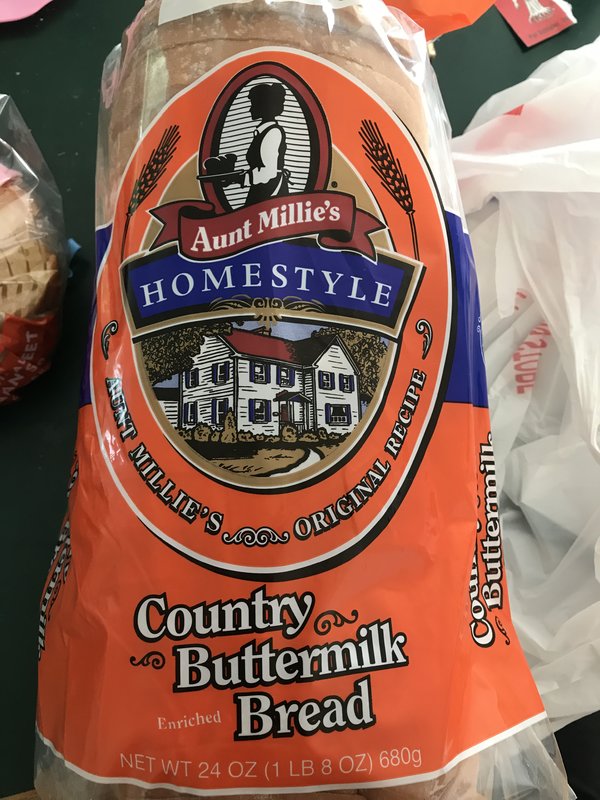 Aunt Millie's
HOMESTYLE
AUNT MILLIE'S ORIGINAL RECIPE
Country
Buttermilk
Enriched Bread
NET WT 24 OZ (1 LB 8 OZ) 680g
Buttermilk